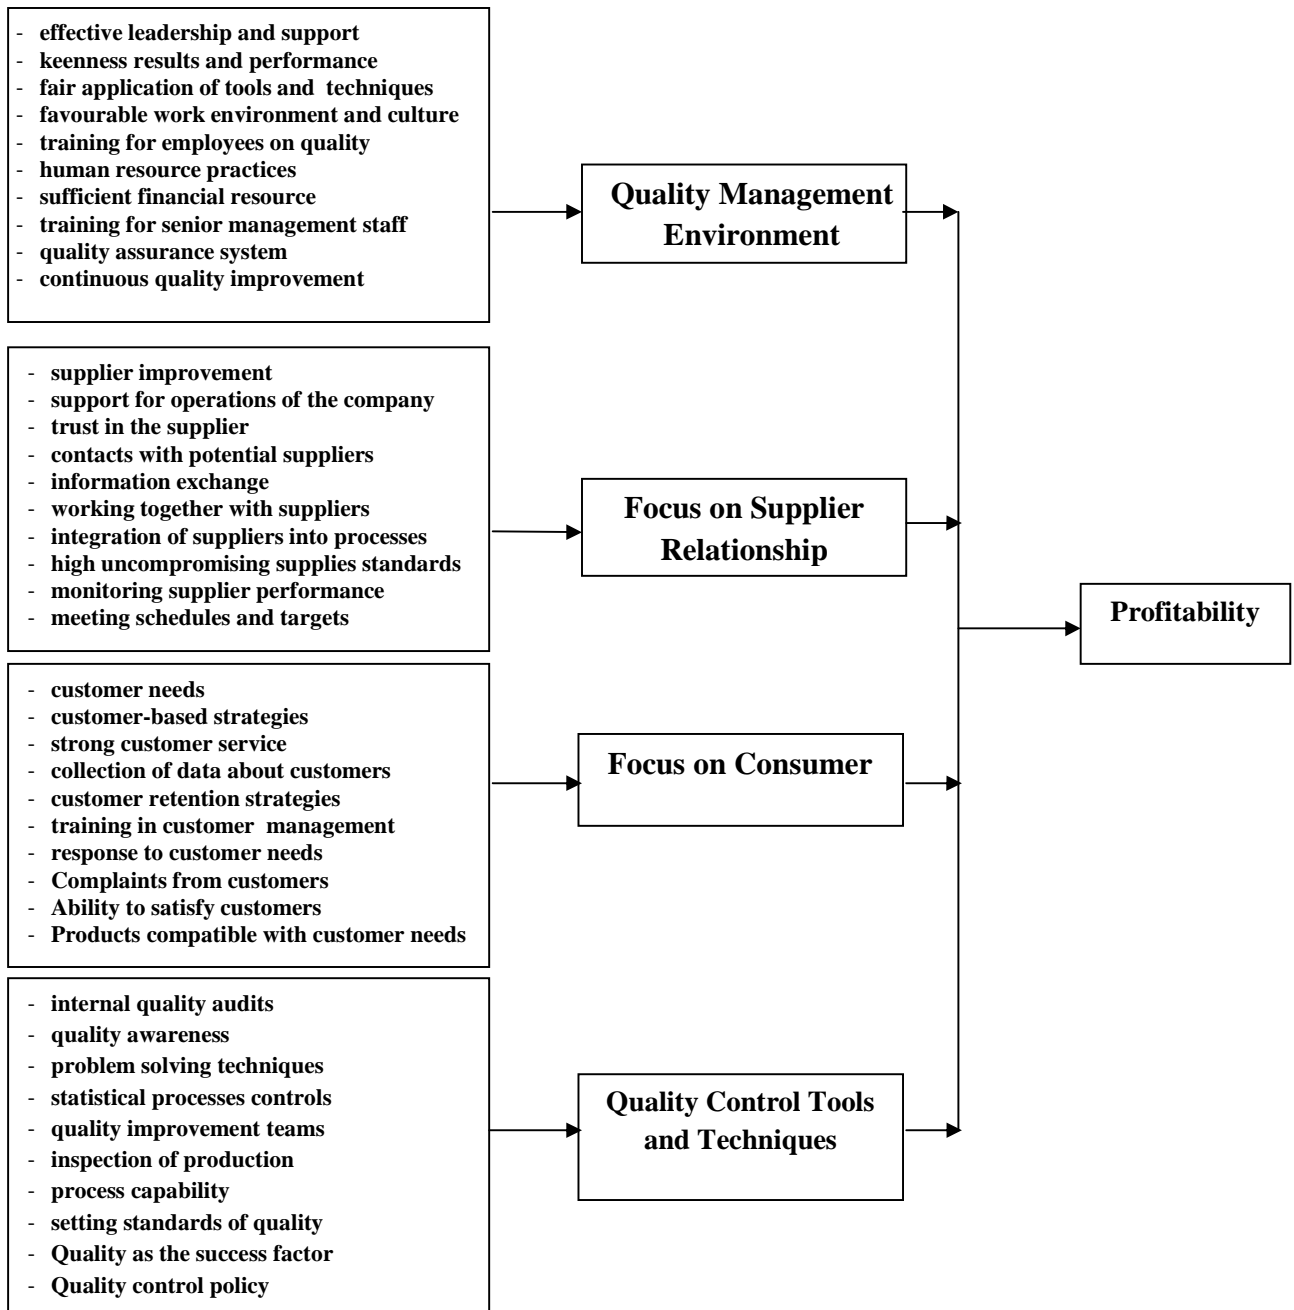 - effective leadership and support
- keenness results and performance
- fair application of tools and techniques
- favourable work environment and culture
- training for employees on quality
- human resource practices
- sufficient financial resource
- training for senior management staff
- quality assurance system
- continuous quality improvement
Quality Management
Environment
- supplier improvement
- support for operations of the company
- trust in the supplier
- contacts with potential suppliers
- information exchange
- working together with suppliers
- integration of suppliers into processes
- high uncompromising supplies standards
- monitoring supplier performance
- meeting schedules and targets
Focus on Supplier
Relationship
- customer needs
- customer-based strategies
- strong customer service
- collection of data about customers
- customer retention strategies
- training in customer management
- response to customer needs
- Complaints from customers
- Ability to satisfy customers
- Products compatible with customer needs
Focus on Consumer
- internal quality audits
- quality awareness
- problem solving techniques
- statistical processes controls
- quality improvement teams
- inspection of production
- process capability
- setting standards of quality
- Quality as the success factor
- Quality control policy
Quality Control Tools
and Techniques
Profitability